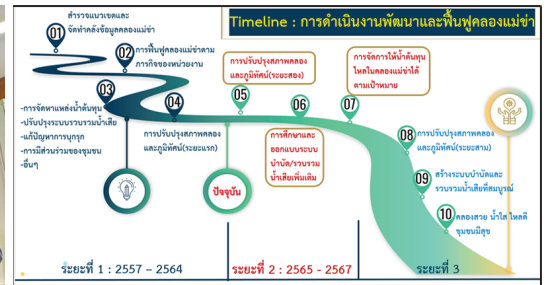 Timeline : การดำเนินงานพัฒนาและฟื้นฟูคลองแม่ข่า
01
สำรวจแนวเขตและ
จัดทำคลังข้อมูลคลองแม่ข่า
02
การฟื้นฟูคลองแม่ข่าตาม
ภารกิจของหน่วยงาน
03
-การจัดหาแหล่งน้ำต้นทุน
-ปรับปรุงระบบรวบรวมน้ำเสีย
-แก้ปัญหาการบุกรุก
-การมีส่วนร่วมของชุมชน
-อื่นๆ
04
การปรับปรุงสภาพคลอง
และภูมิทัศน์(ระยะแรก)
ปัจจุบัน
05
การปรับปรุงสภาพคลอง
และภูมิทัศน์(ระยะสอง)
06
การศึกษาและ
ออกแบบระบบ
บำบัด/รวบรวม
น้ำเสียเพิ่มเติม
07
การจัดการให้น้ำต้นทุน
ไหลในคลองแม่ข่าได้
ตามเป้าหมาย
08
การปรับปรุงสภาพคลอง
และภูมิทัศน์(ระยะสาม)
09
สร้างระบบบำบัดและ
รวบรวมน้ำเสียที่สมบูรณ์
10
คลองสวย น้ำใส ไหลดี
ชุมชนมีสุข
ระยะที่ 1 : 2557 – 2564
ระยะที่ 2 : 2565 - 2567
ระยะที่ 3